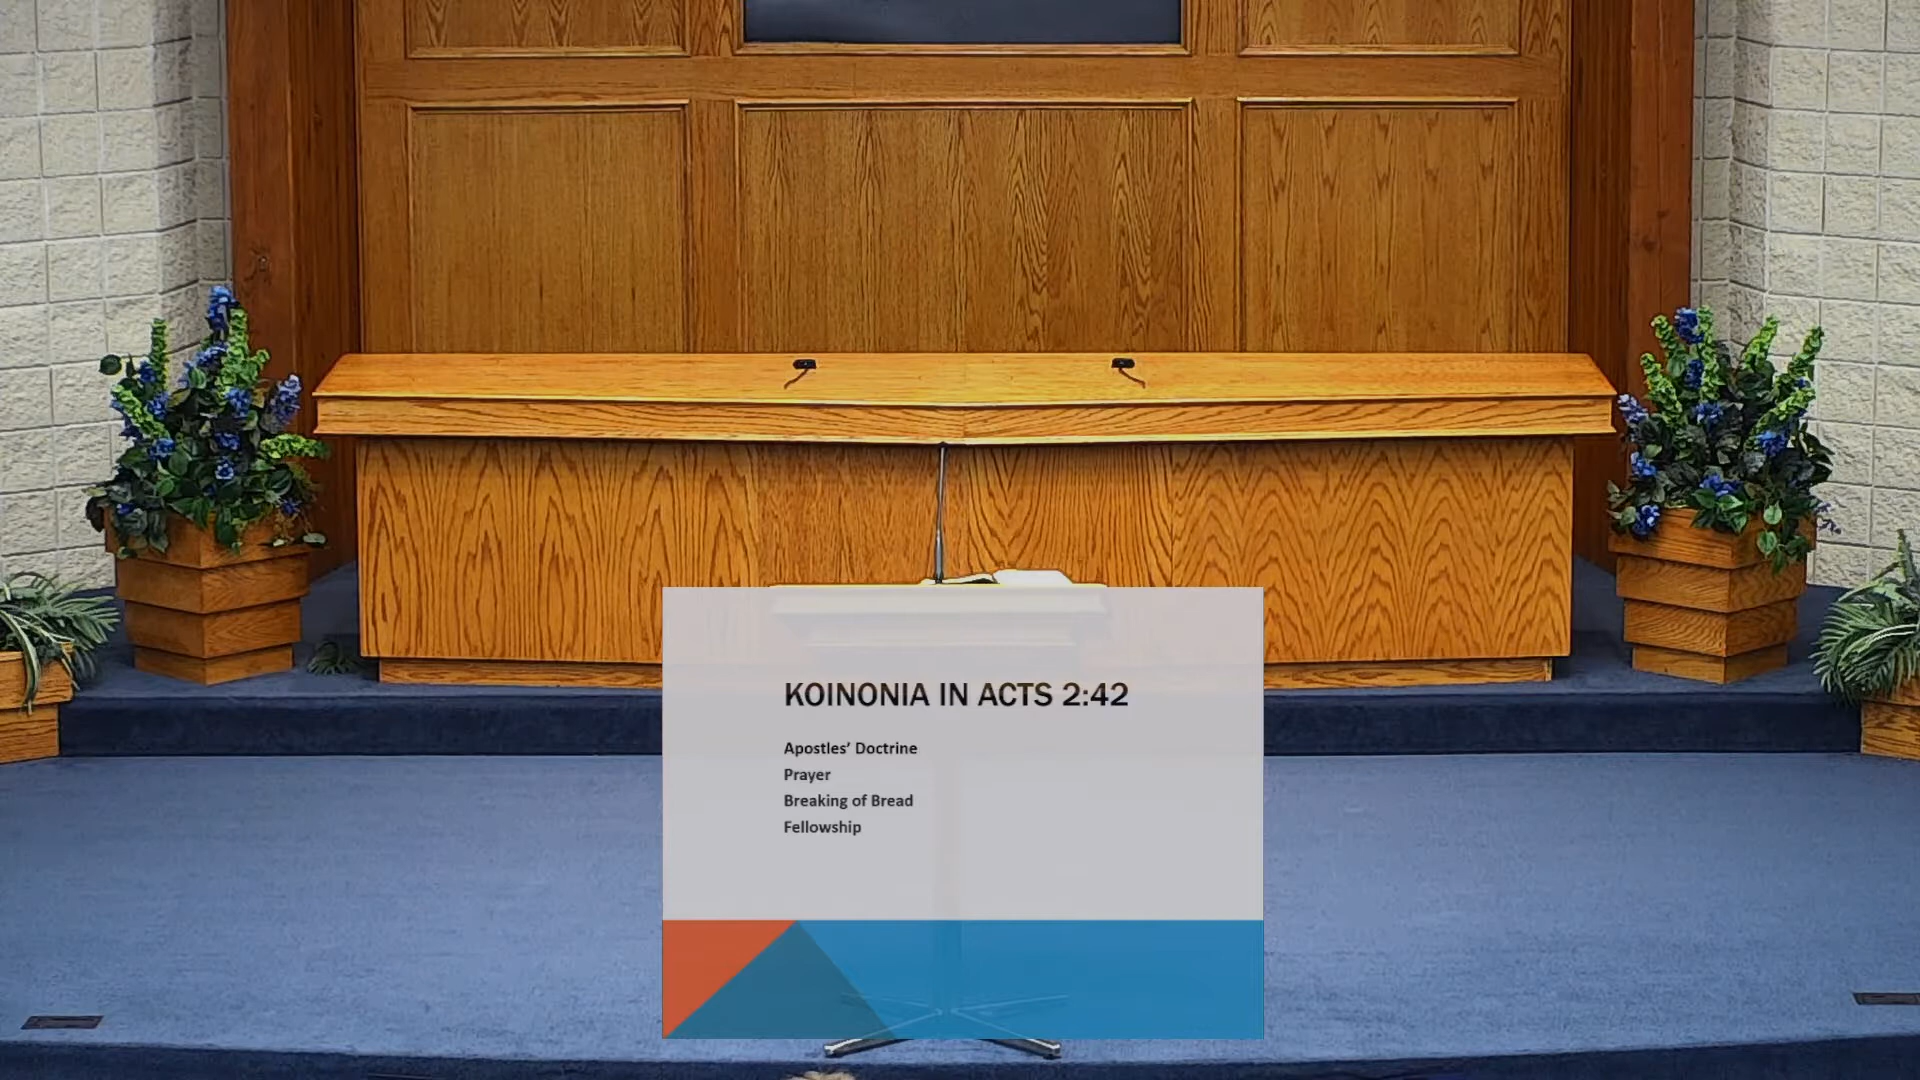 KOINONIA IN ACTS 2:42
Apostles’ Doctrine
Prayer
Breaking of Bread
Fellowship